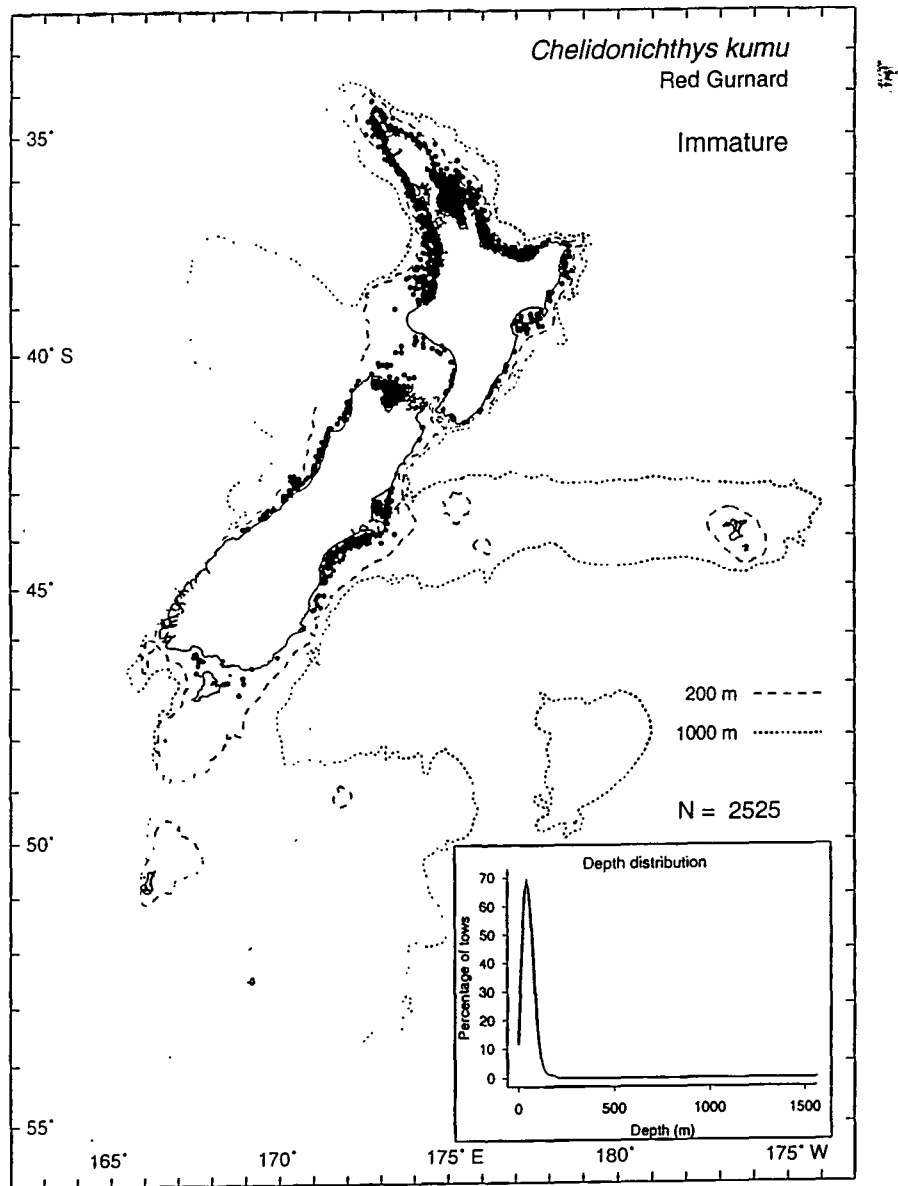 Chelidonichthys kumu
Red Gurnard
Immature
35°
40° S
45°
50°
55°
200 m
1000 m
N = 2525
Depth distribution
Percentage of tows
70
60
50
40
30
20
10
0
0 500 1000 1500
Depth (m)
165° 170° 175° E 180° 175° W